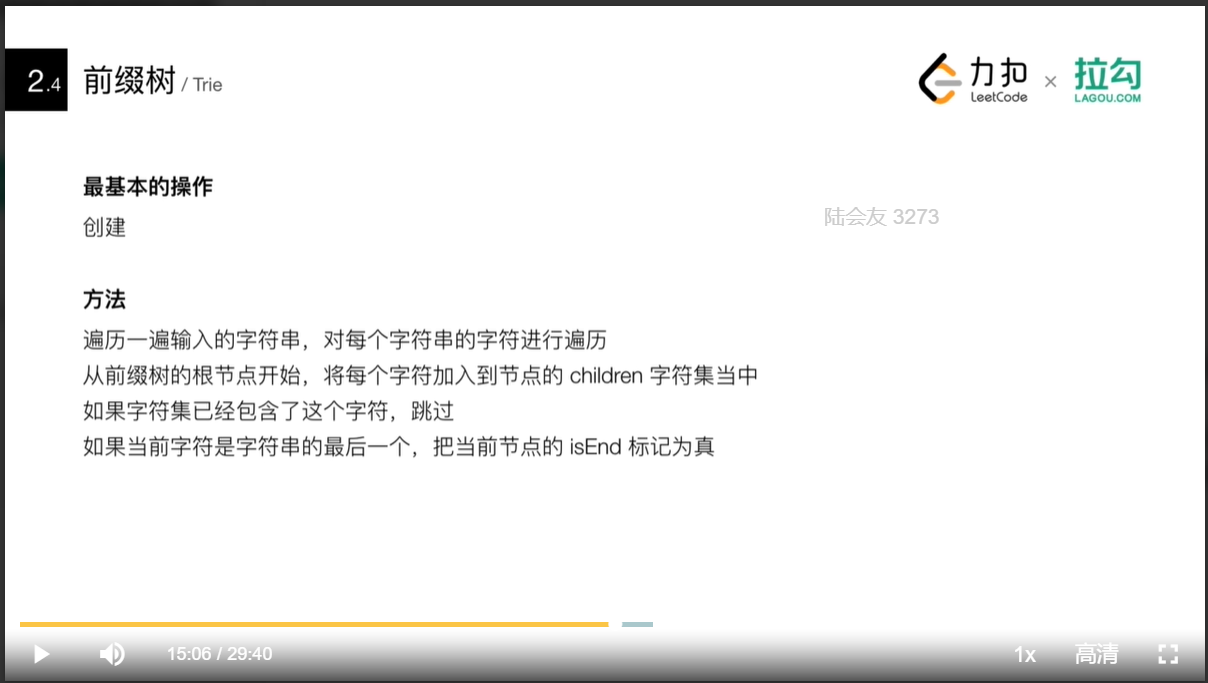 2.4 前缀树 / Trie
力扣 LeetCode × 拉勾 LAGOU.COM
最基本的操作
创建
陆会友 3273
方法
遍历一遍输入的字符串，对每个字符串的字符进行遍历
从前缀树的根节点开始，将每个字符加入到节点的 children 字符集当中
如果字符集已经包含了这个字符，跳过
如果当前字符是字符串的最后一个，把当前节点的 isEnd 标记为真
15:06 / 29:40
1x 高清